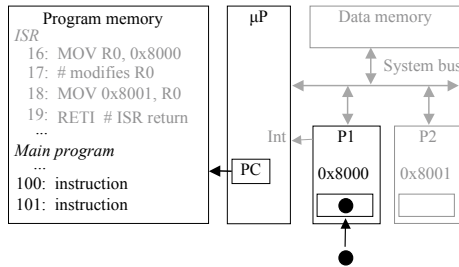 Program memory
ISR
16: MOV R0, 0x8000
17: # modifies R0
18: MOV 0x8001, R0
19: RETI # ISR return
...
Main program
...
100: instruction
101: instruction
μP
PC
Data memory
System bus
Int
P1
0x8000
P2
0x8001